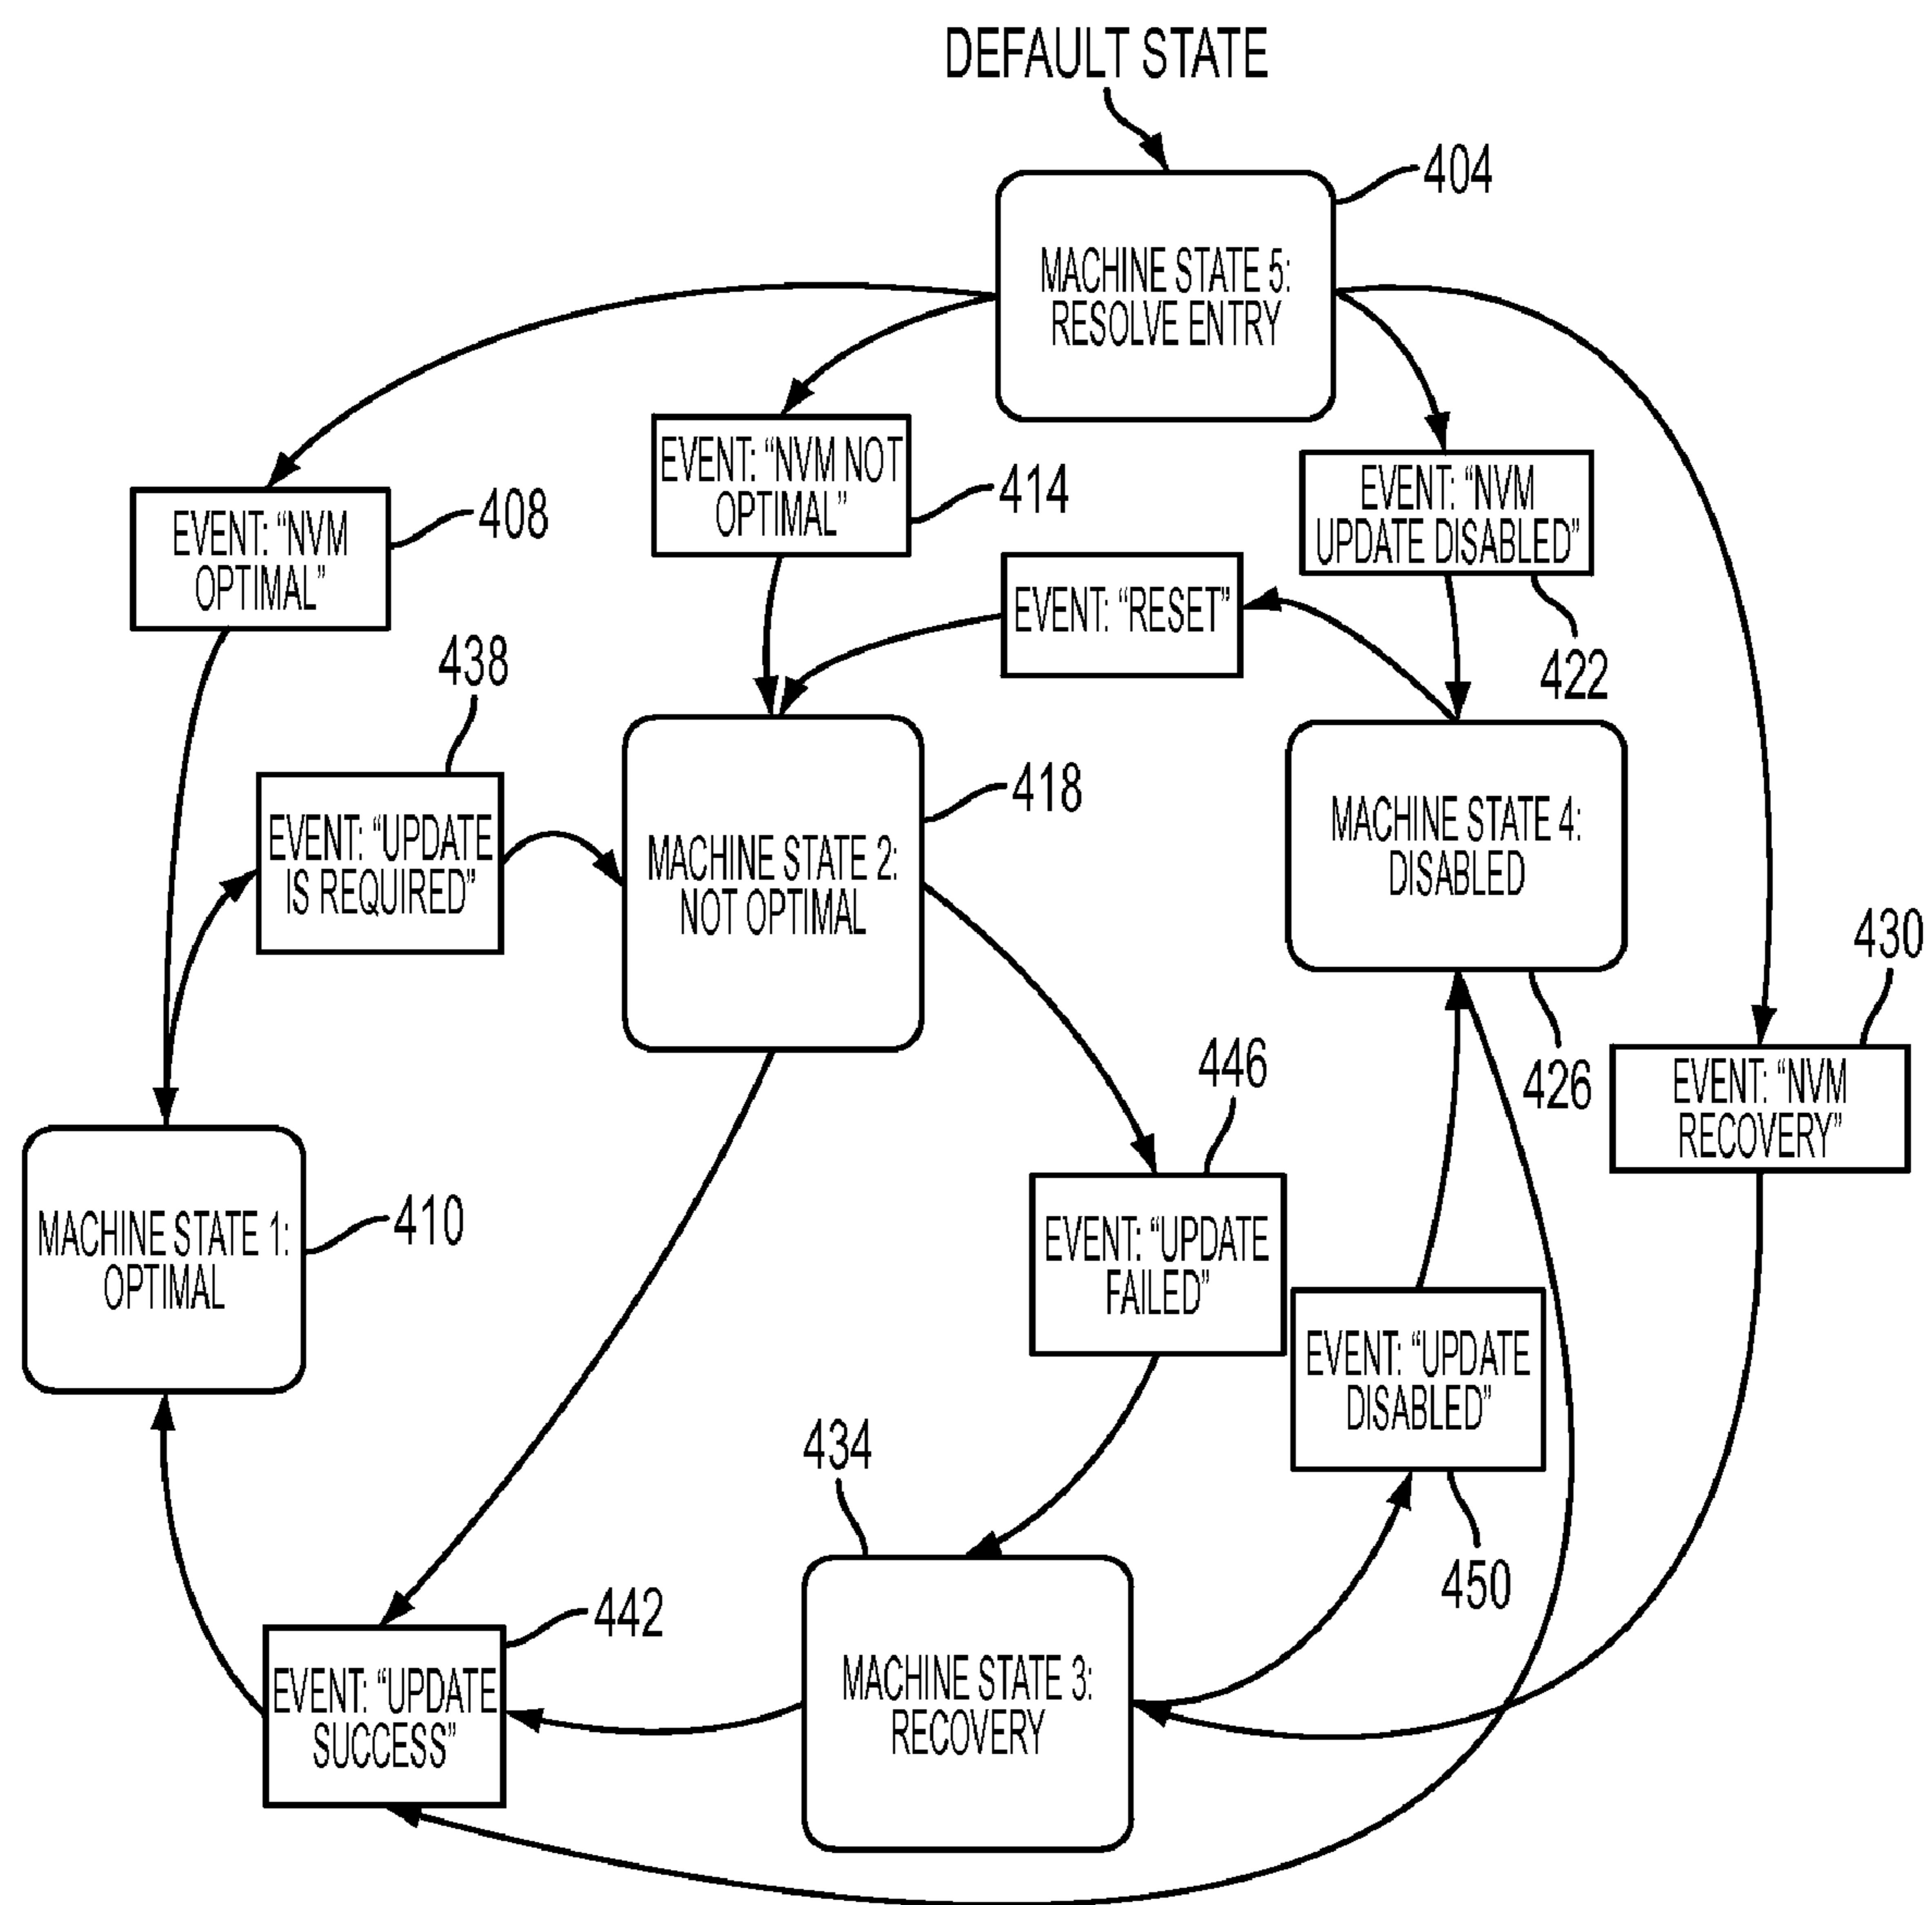 DEFAULT STATE
404
MACHINE STATE 5:
RESOLVE ENTRY
EVENT: “NVM
OPTIMAL”
408
EVENT: “NVM NOT
OPTIMAL”
414
EVENT: “NVM
UPDATE DISABLED”
422
EVENT: “RESET”
438
EVENT: “UPDATE
IS REQUIRED”
MACHINE STATE 2:
NOT OPTIMAL
418
MACHINE STATE 4:
DISABLED
426
430
EVENT: “NVM
RECOVERY”
MACHINE STATE 1:
OPTIMAL
410
446
EVENT: “UPDATE
FAILED”
EVENT: “UPDATE
DISABLED”
450
434
MACHINE STATE 3:
RECOVERY
442
EVENT: “UPDATE
SUCCESS”